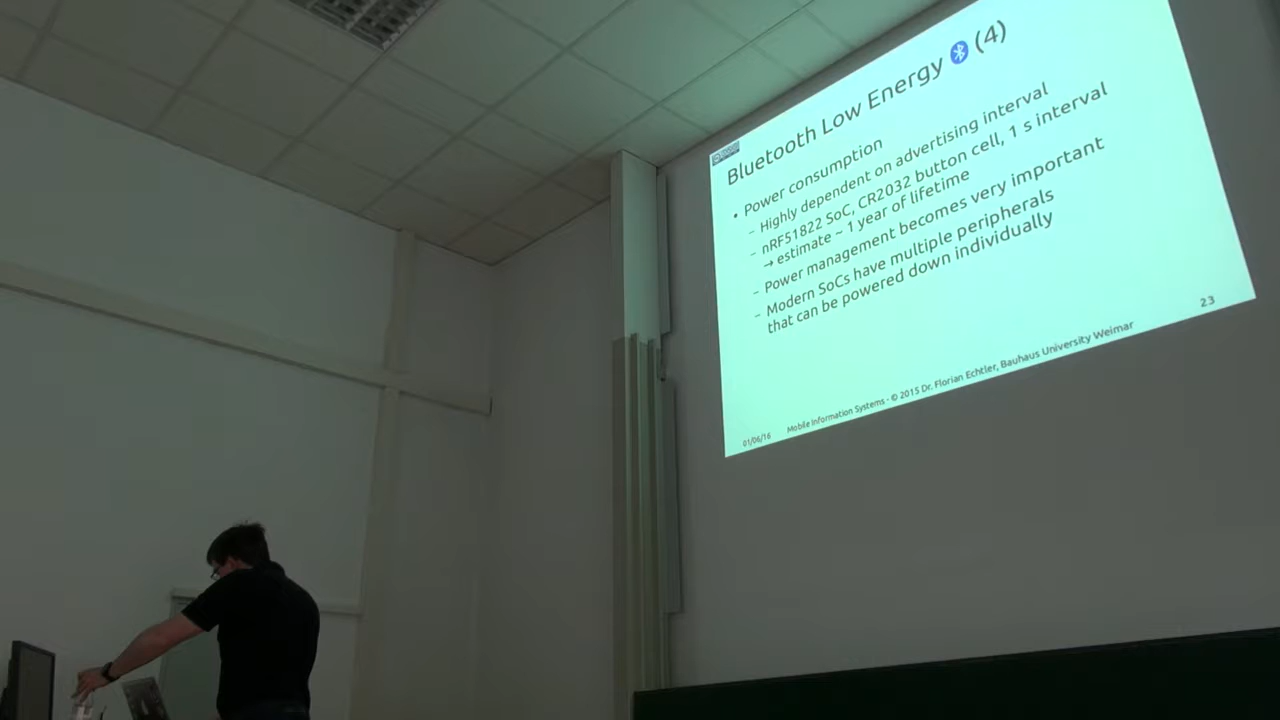 Bluetooth Low Energy (4)
• Power consumption
– Highly dependent on advertising interval
– nRF51822 SoC, CR2032 button cell, 1 s interval
→ estimate ~ 1 year of lifetime
– Power management becomes very important
– Modern SoCs have multiple peripherals
that can be powered down individually
01/06/16 Mobile Information Systems - © 2015 Dr. Florian Echtler, Bauhaus University Weimar 23